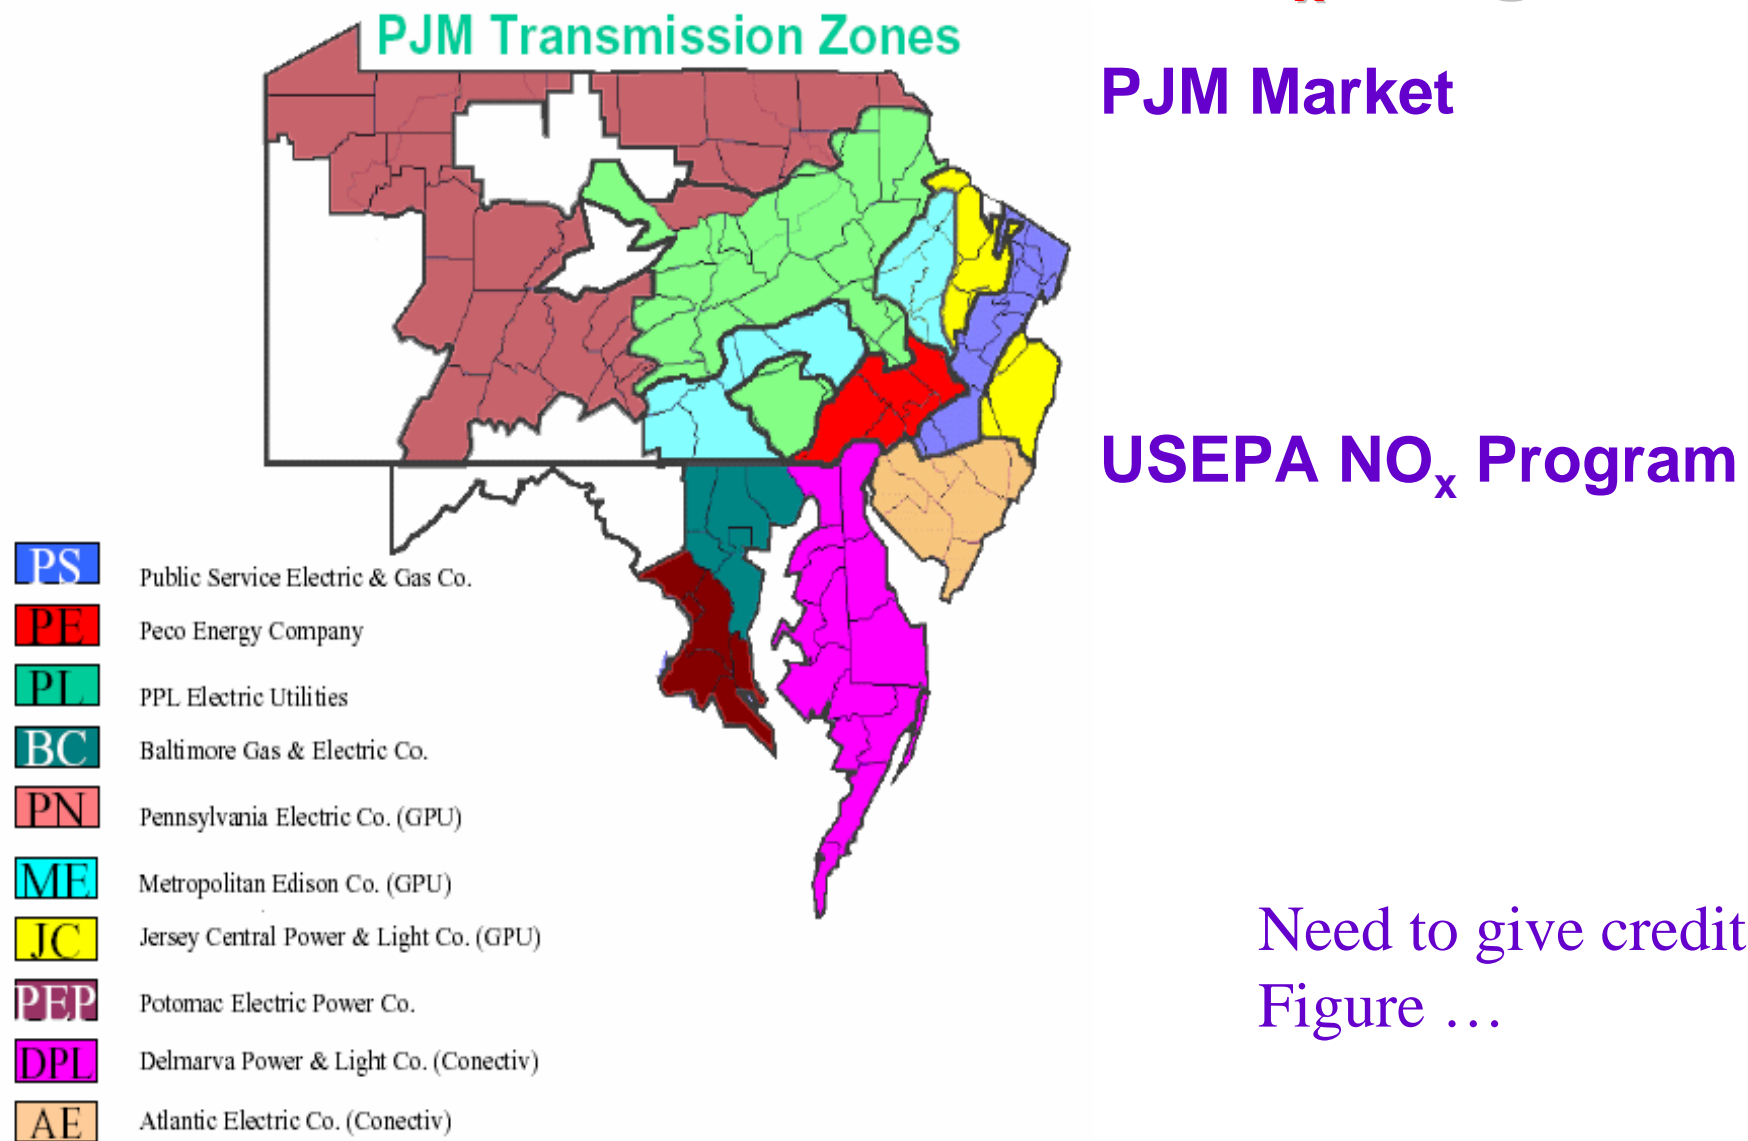 PJM Transmission Zones
PJM Market
USEPA NOx Program
PS Public Service Electric & Gas Co.
PE Peco Energy Company
PL PPL Electric Utilities
BC Baltimore Gas & Electric Co.
PN Pennsylvania Electric Co. (GPU)
ME Metropolitan Edison Co. (GPU)
JC Jersey Central Power & Light Co. (GPU)
PEP Potomac Electric Power Co.
DPL Delmarva Power & Light Co. (Conectiv)
AE Atlantic Electric Co. (Conectiv)
Need to give credit
Figure …